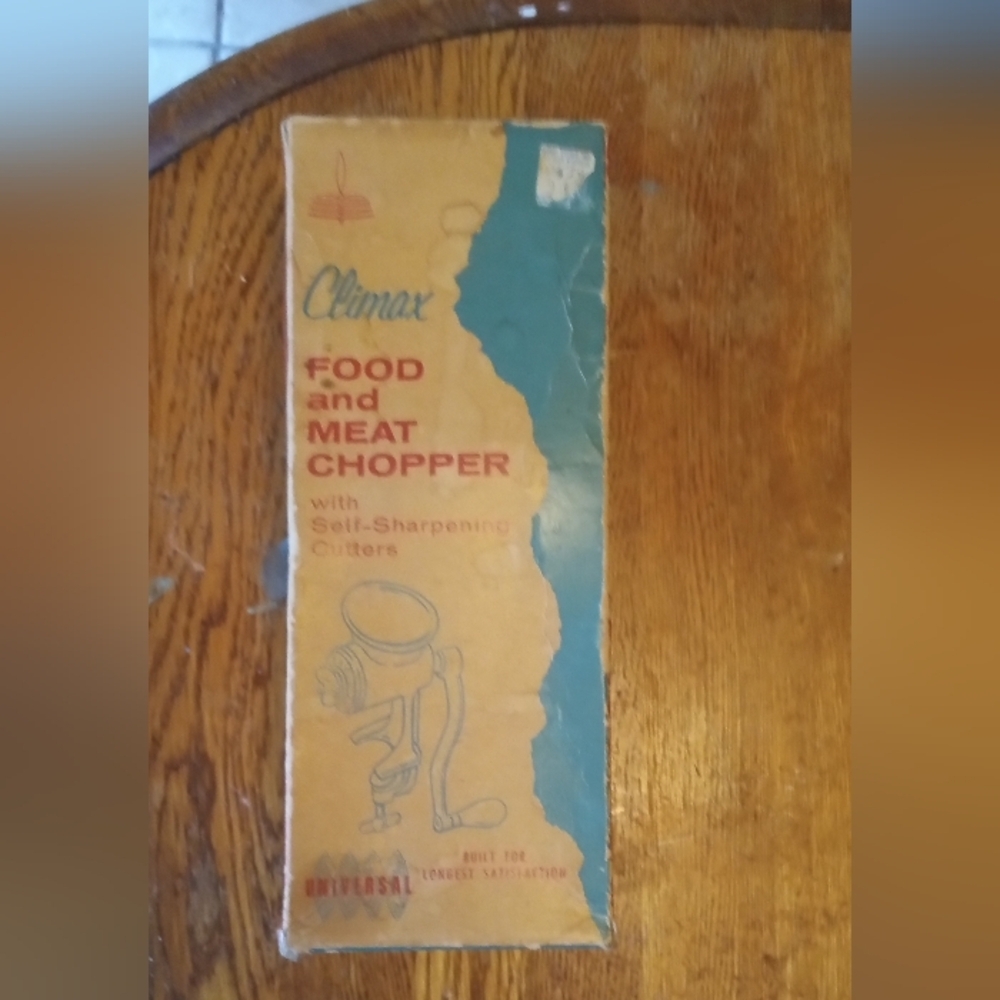 Climax
FOOD
and
MEAT
CHOPPER
with
Self-Sharpening
Cutters
BUILT FOR
LONGEST SATISFACTION
UNIVERSAL